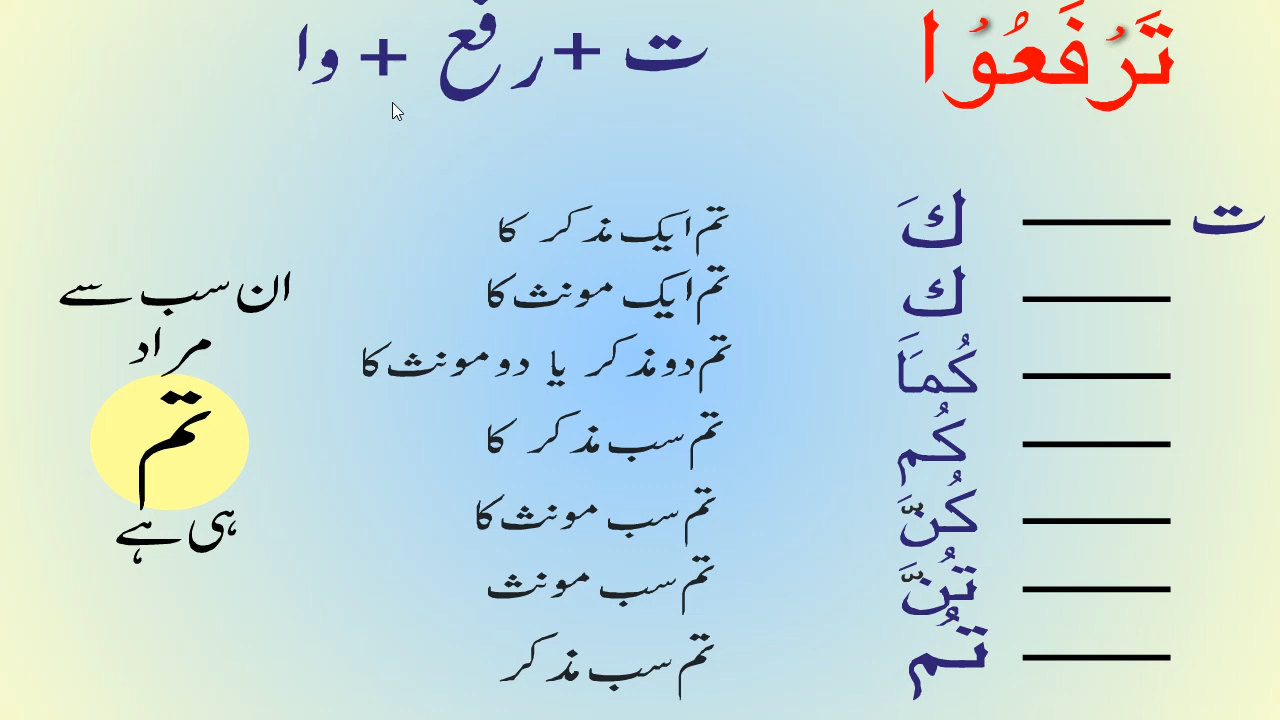 تَرُفَعُوُا ت + رفع + وا
ت كَ تم ایک مذکر کا
ك تم ایک مونث کا
كُمَا تم دو مذکر یا دو مونث کا
كُم تم سب مذکر کا
كُنَّ تم سب مونث کا
تُنَّ تم سب مونث
تُم تم سب مذکر
ان سب سے
مراد
تم
ہی ہے